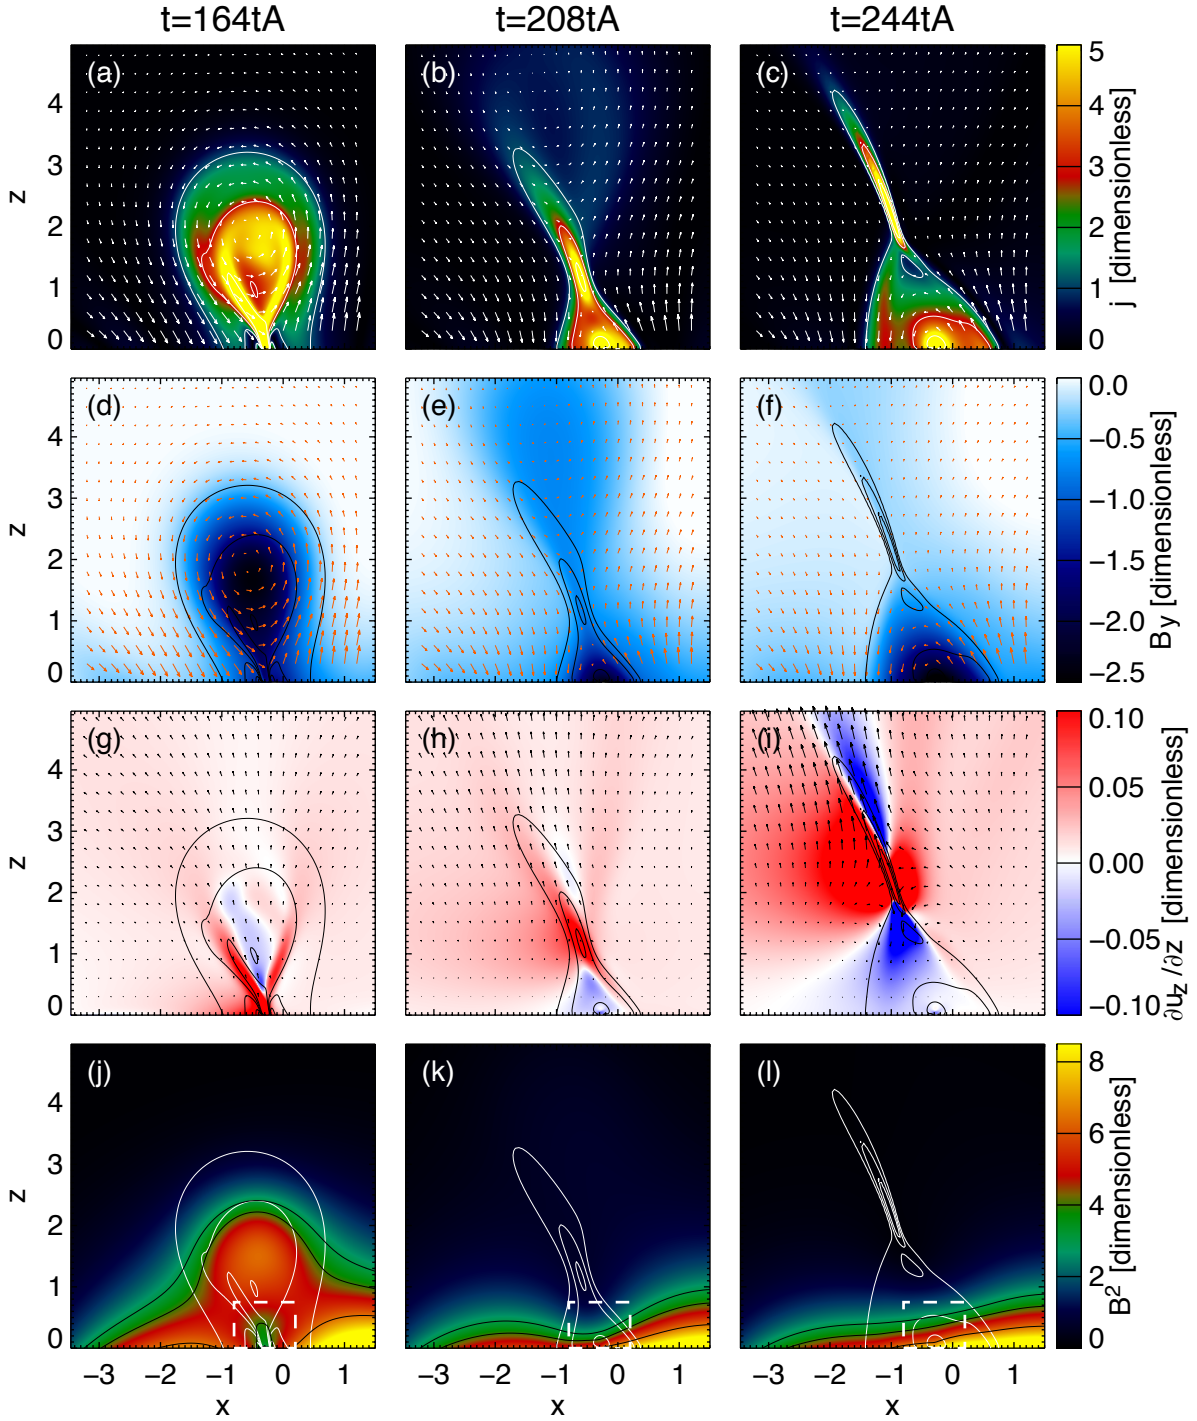 t=164tA t=208tA t=244tA
(a) (b) (c)
z
4
3
2
1
0
5
4
3
2
1
0
j [dimensionless]
(d) (e) (f)
z
4
3
2
1
0
0.0
−0.5
−1.0
−1.5
−2.0
−2.5
By [dimensionless]
(g) (h) (i)
z
4
3
2
1
0
0.10
0.05
0.00
−0.05
−0.10
∂uz/∂z [dimensionless]
(j) (k) (l)
z
4
3
2
1
0
8
6
4
2
0
B² [dimensionless]
−3 −2 −1 0 1 −3 −2 −1 0 1 −3 −2 −1 0 1
x x x